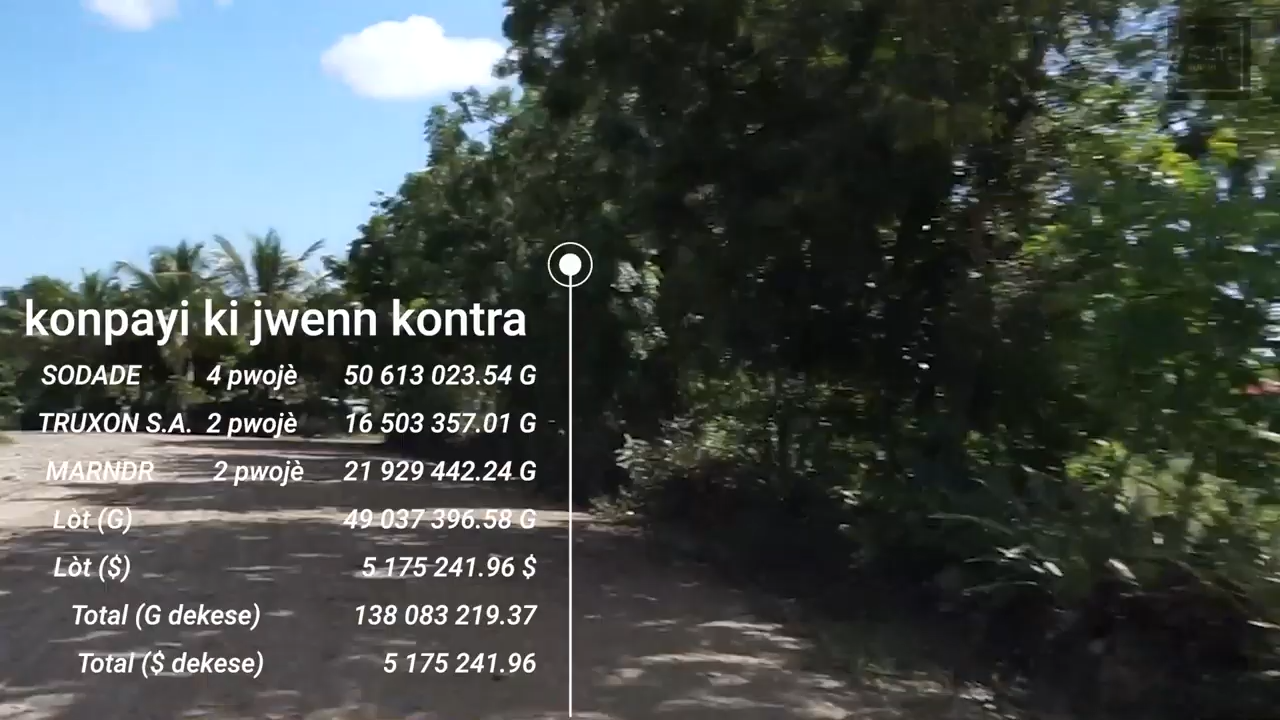 konpayi ki jwenn kontra
SODADE 4 pwojè 50 613 023.54 G
TRUXON S.A. 2 pwojè 16 503 357.01 G
MARNDR 2 pwojè 21 929 442.24 G
Lòt (G) 49 037 396.58 G
Lòt ($) 5 175 241.96 $
Total (G dekese) 138 083 219.37
Total ($ dekese) 5 175 241.96